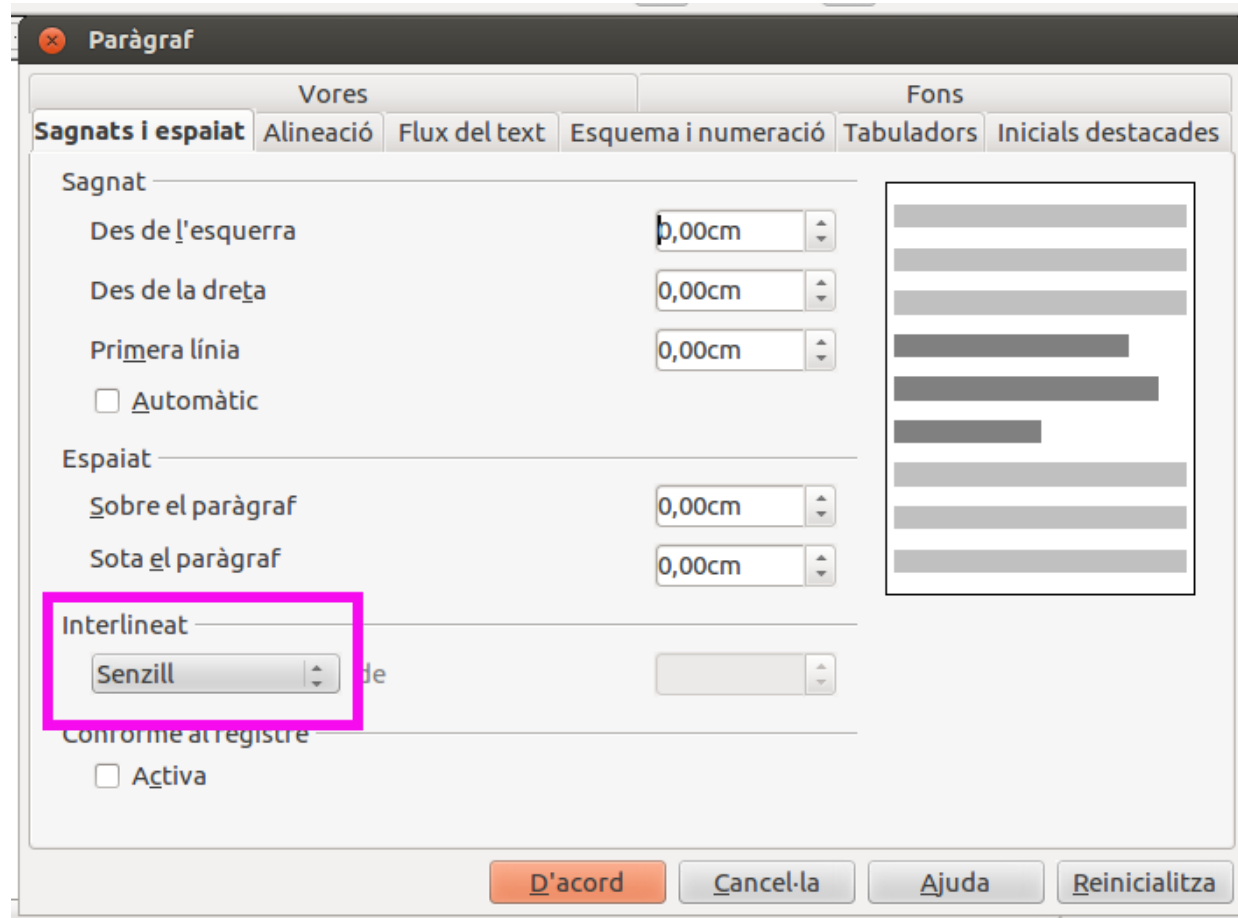 Paràgraf
Vores Fons
Sagnats i espaiat Alineació Flux del text Esquema i numeració Tabuladors Inicials destacades
Sagnat
Des de l'esquerra 0,00cm
Des de la dreta 0,00cm
Primera línia 0,00cm
Automàtic
Espaiat
Sobre el paràgraf 0,00cm
Sota el paràgraf 0,00cm
Interlineat
Senzill de
Conforme al registre
Activa
D'acord Cancel·la Ajuda Reinicialitza